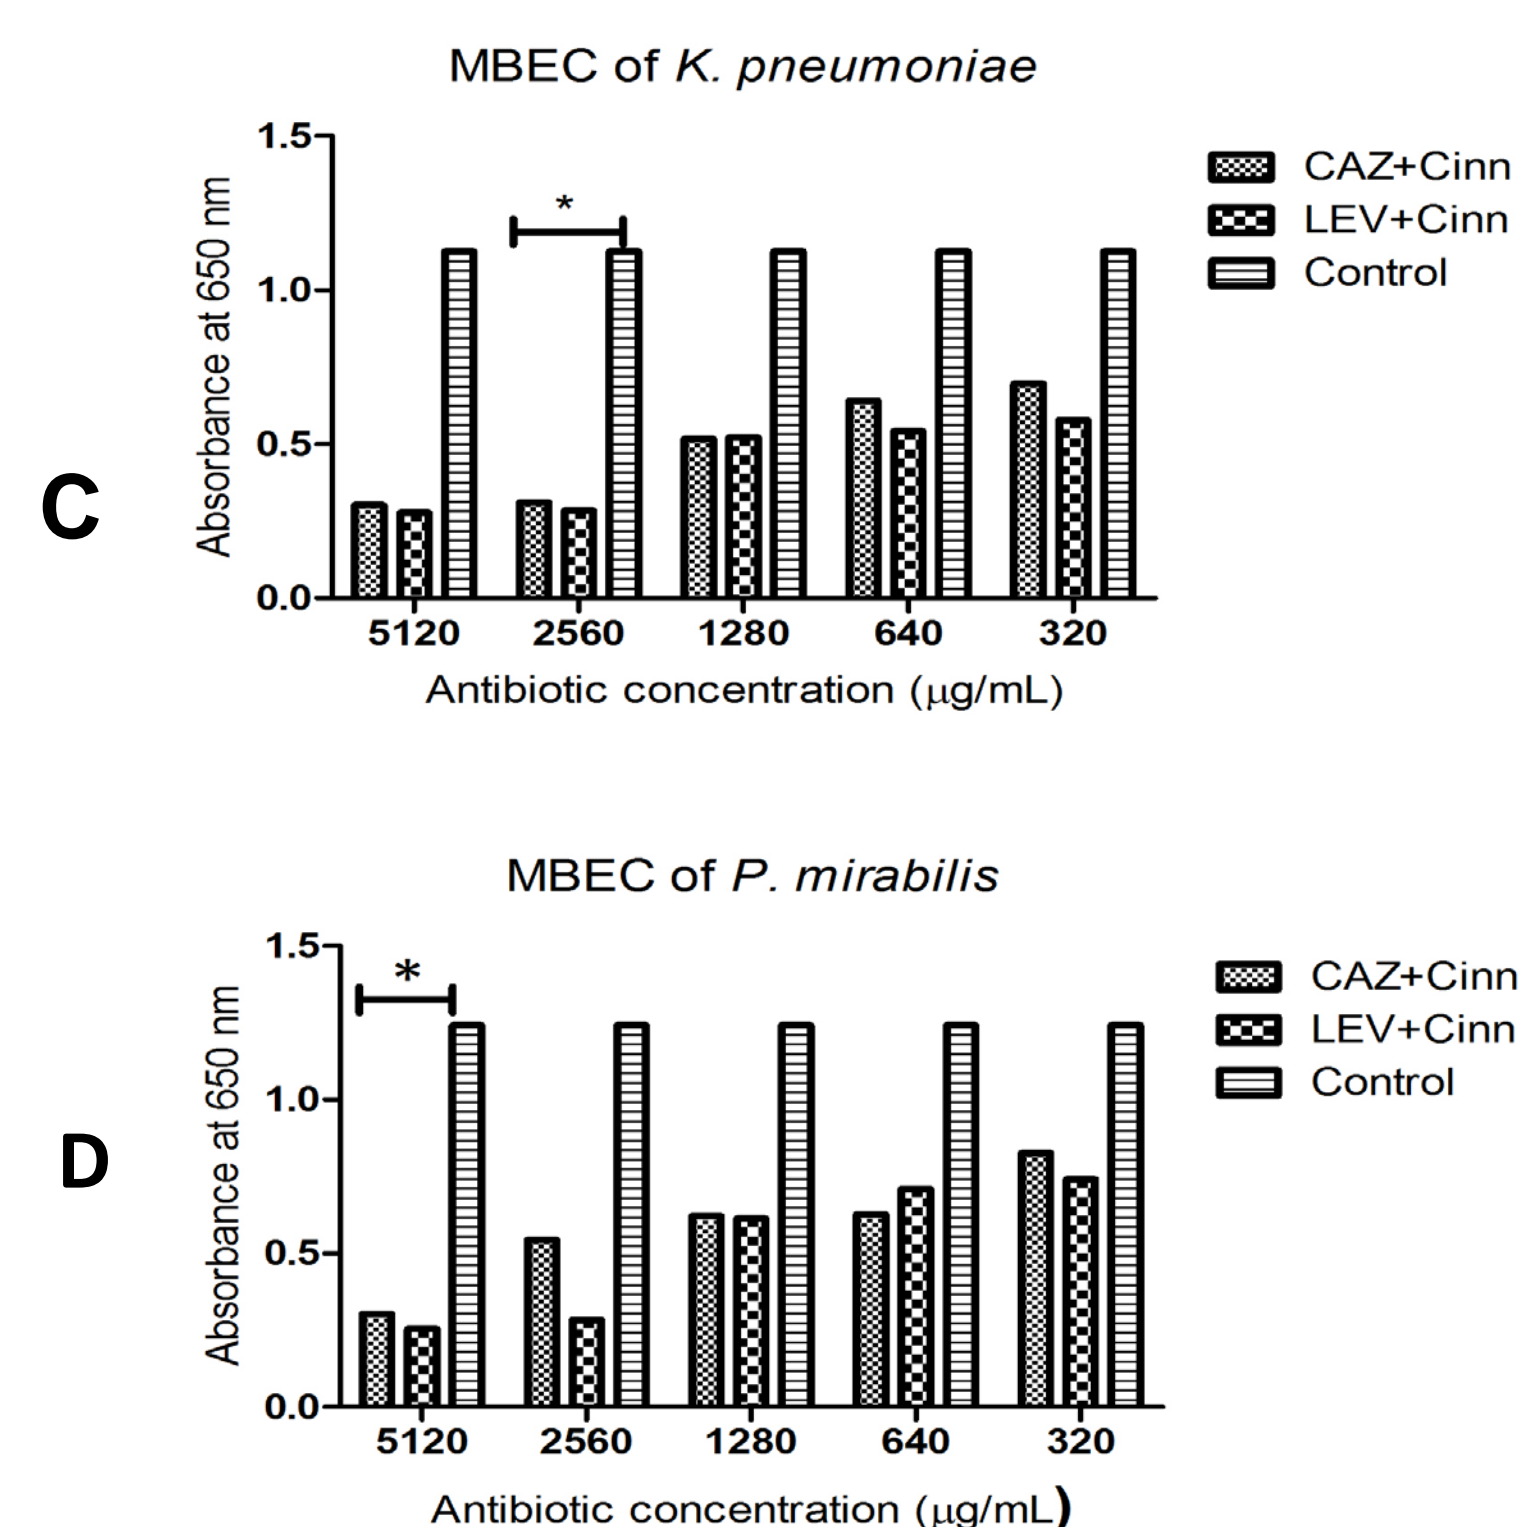 MBEC of K. pneumoniae
1.5
1.0
0.5
0.0
Absorbance at 650 nm
*
CAZ+Cinn
LEV+Cinn
Control
C
5120 2560 1280 640 320
Antibiotic concentration (μg/mL)
MBEC of P. mirabilis
1.5
1.0
0.5
0.0
Absorbance at 650 nm
*
CAZ+Cinn
LEV+Cinn
Control
D
5120 2560 1280 640 320
Antibiotic concentration (μg/mL)